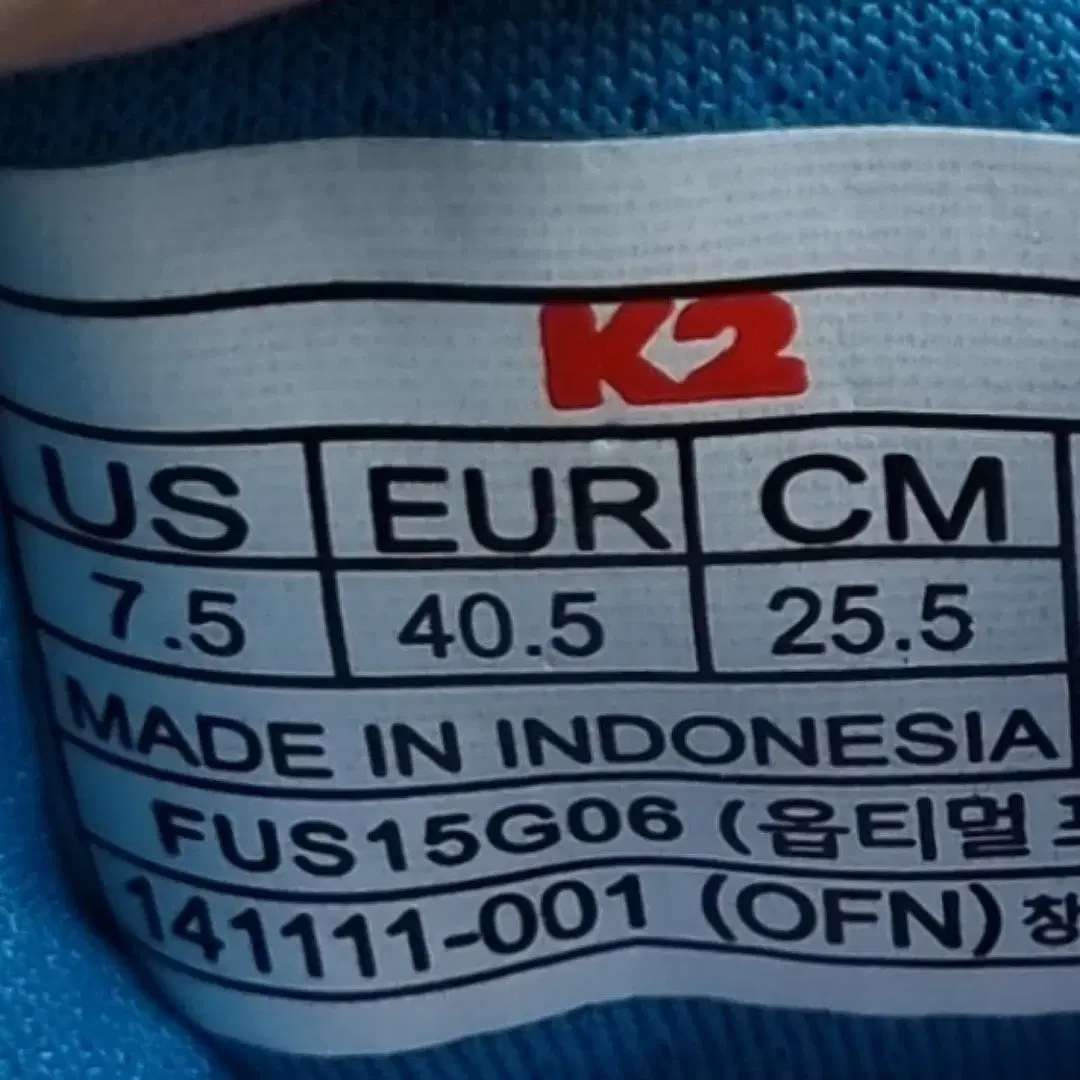 K2
US EUR CM
7.5 40.5 25.5
MADE IN INDONESIA
FUS15G06 (옵티멀
141111-001 (OFN) 창